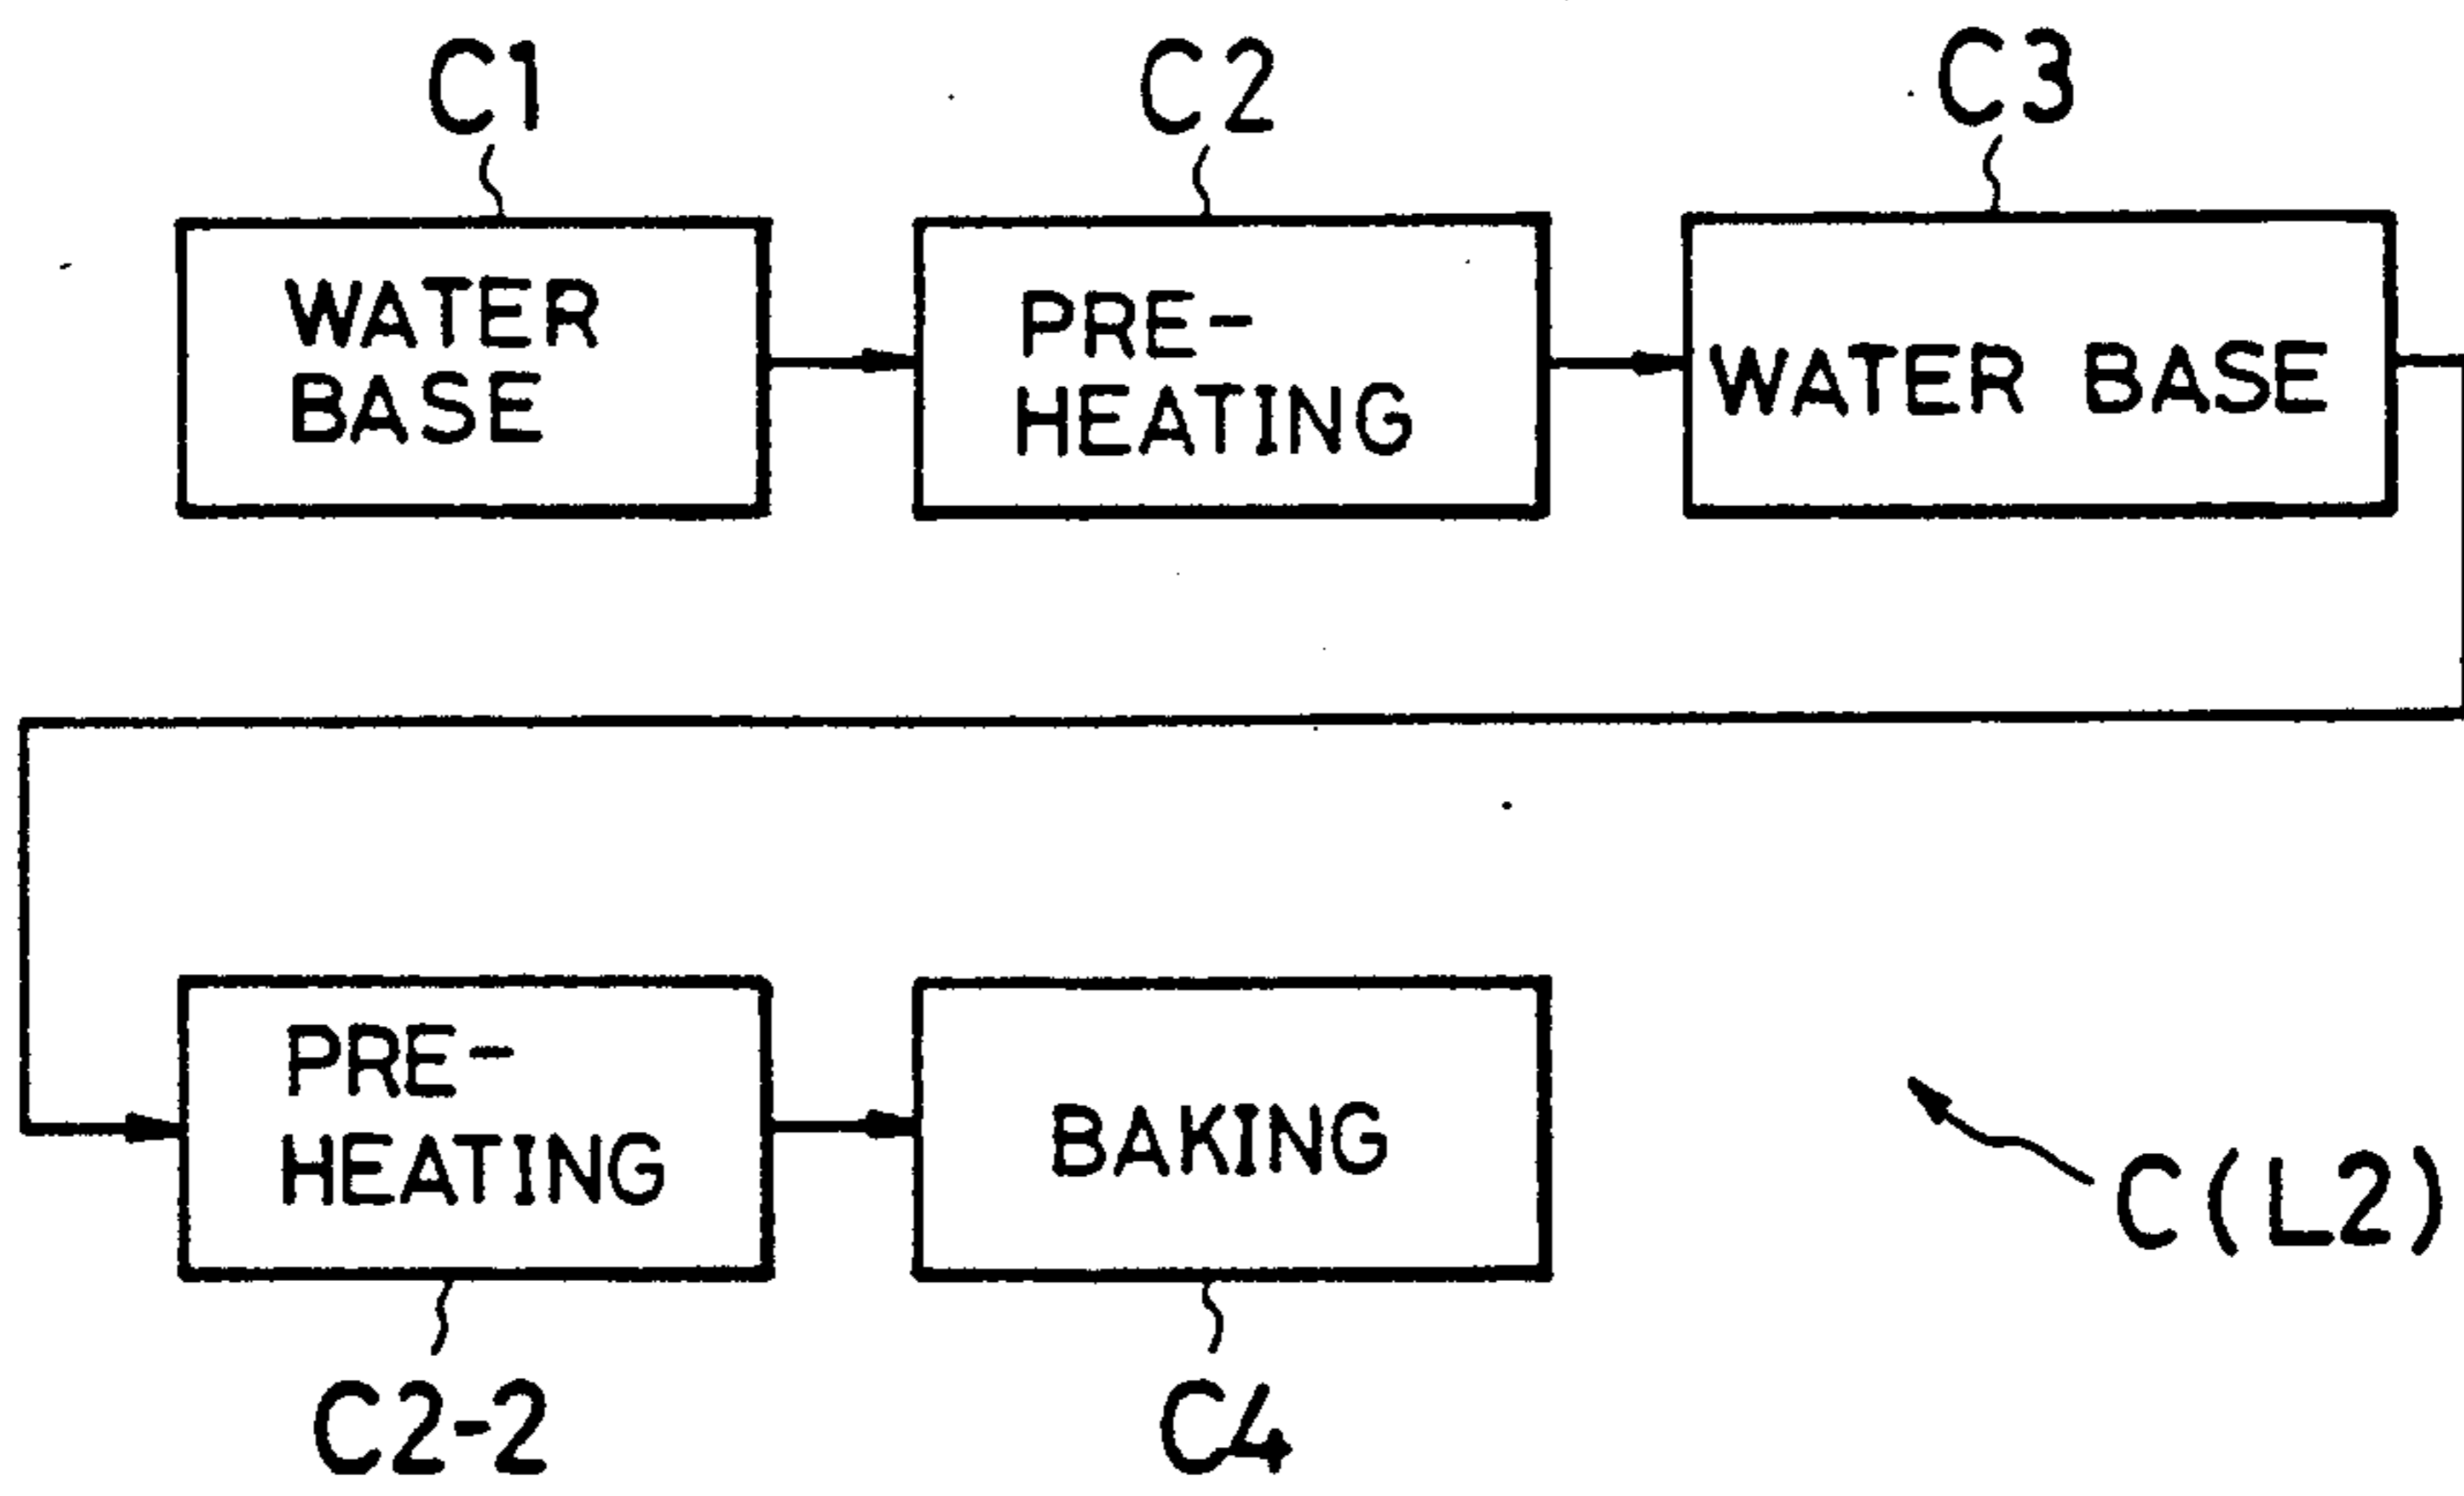 C1
C2
C3
WATER
BASE
PRE-
HEATING
WATER BASE
PRE-
HEATING
BAKING
C(L2)
C2-2
C4